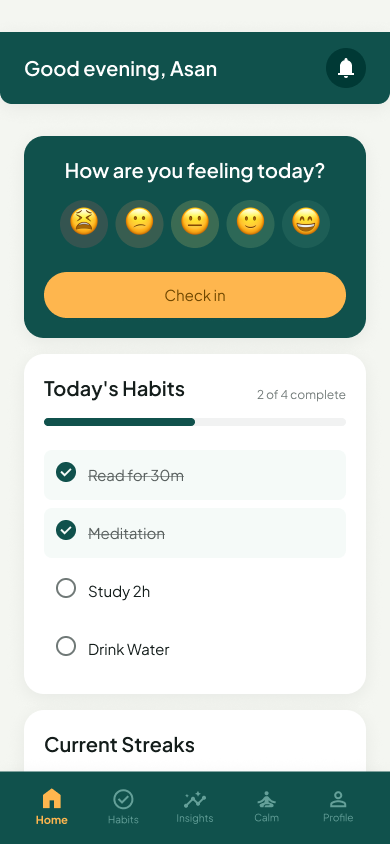 Good evening, Asan
How are you feeling today?
Check in
Today's Habits
2 of 4 complete
Read for 30m
Meditation
Study 2h
Drink Water
Current Streaks
Home
Habits
Insights
Calm
Profile